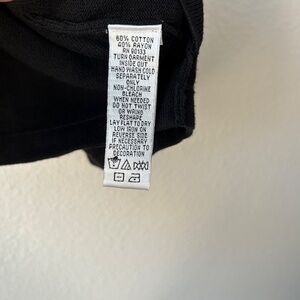 60% COTTON
40% RAYON
RN 90133
TURN GARMENT
INSIDE OUT
HAND WASH COLD
SEPARATELY
ONLY
NON-CHLORINE
BLEACH
WHEN NEEDED
DO NOT TWIST
OR WRING
RESHAPE
LAY FLAT TO DRY
LOW IRON ON
REVERSE SIDE
IF NECESSARY
PRECAUTION TO
DECORATION